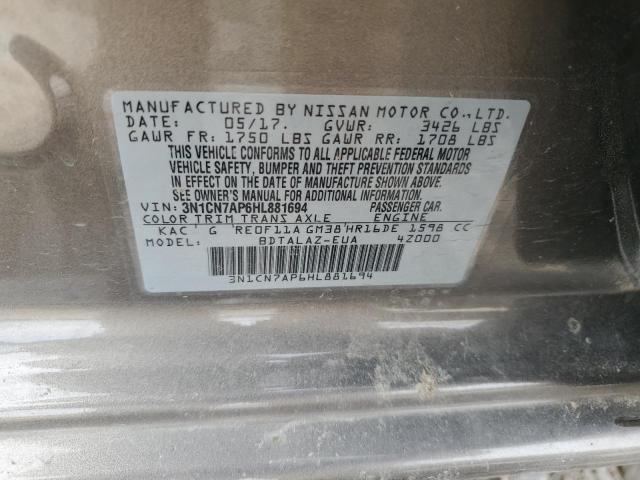 MANUFACTURED BY NISSAN MOTOR CO., LTD.
DATE: 05/17. GVWR: 3426 LBS
GAWR FR: 1750 LBS GAWR RR: 1708 LBS
THIS VEHICLE CONFORMS TO ALL APPLICABLE FEDERAL MOTOR
VEHICLE SAFETY, BUMPER, AND THEFT PREVENTION STANDARDS
IN EFFECT ON THE DATE OF MANUFACTURE SHOWN ABOVE.
SEE OWNER'S MANUAL FOR ADDITIONAL INFORMATION.
VIN: 3N1CN7AP6HL881694 PASSENGER CAR.
COLOR TRIM TRANS AXLE ENGINE
KAC G RE0F11A GM38 HR16DE 1598 CC
MODEL: BDTALAZ-EUA 4Z000
3N1CN7AP6HL881694